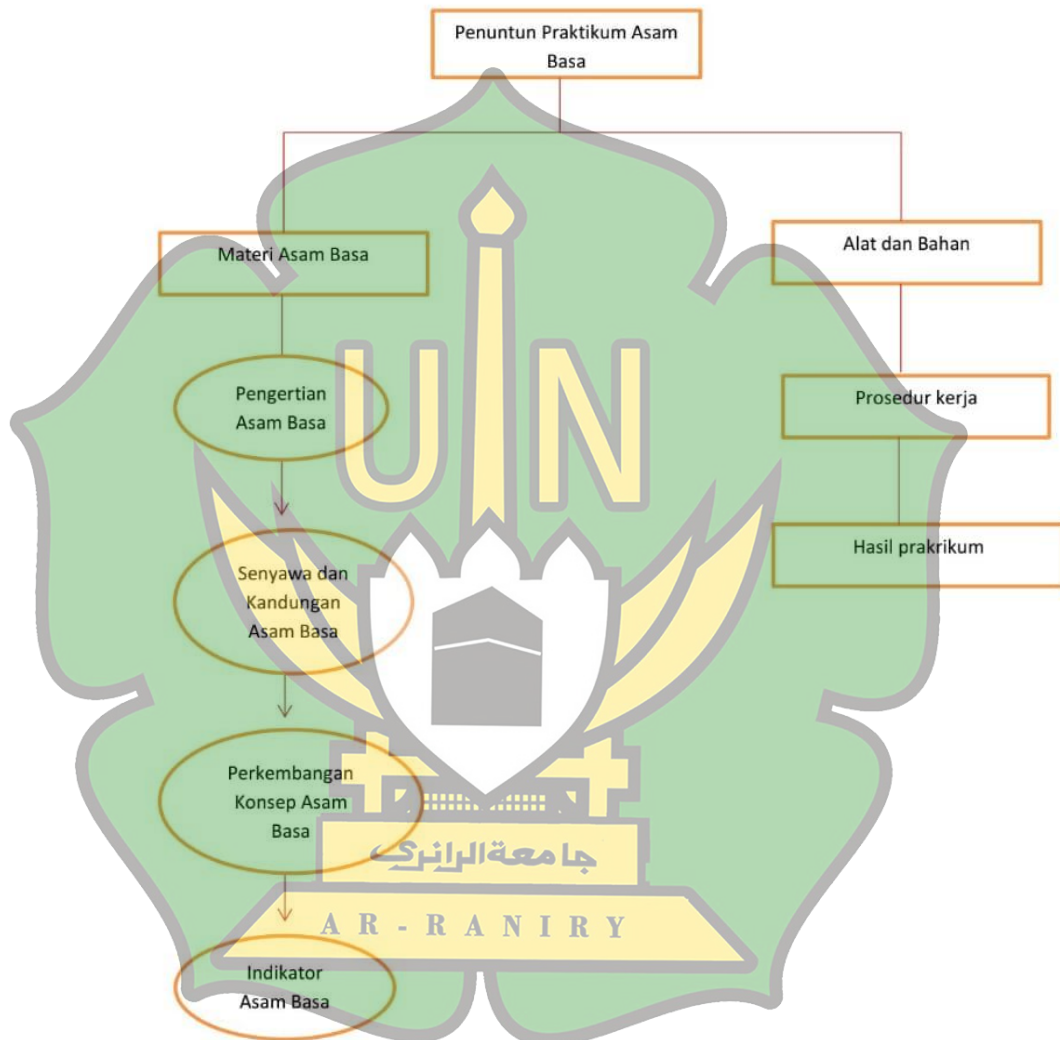 Penuntun Praktikum Asam
Basa
Materi Asam Basa
Alat dan Bahan
Pengertian
Asam Basa
Prosedur kerja
UIN
Senyawa dan
Kandungan
Asam Basa
Hasil prakrikum
Perkembangan
Konsep Asam
Basa
جامعة الرانري
AR-RANIRY
Indikator
Asam Basa